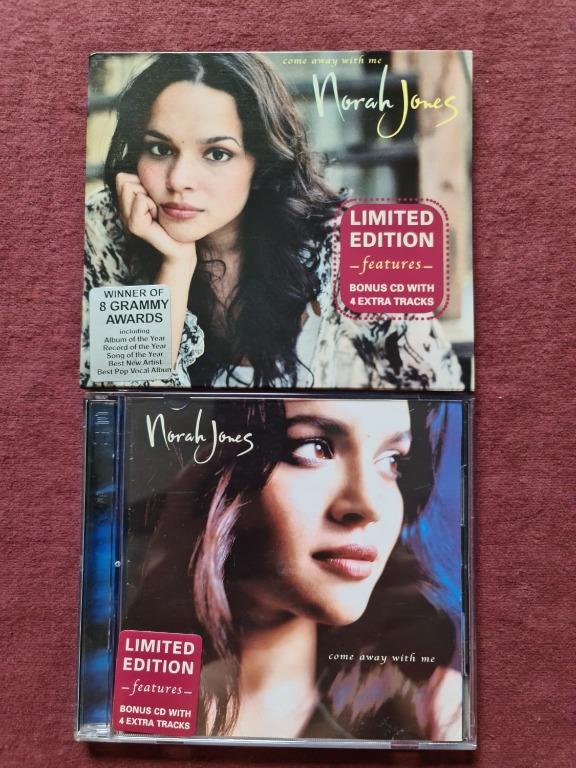 come away with me
Norah Jones
LIMITED
EDITION
– features –
BONUS CD WITH
4 EXTRA TRACKS
WINNER OF
8 GRAMMY
AWARDS
including
Album of the Year
Record of the Year
Song of the Year
Best New Artist
Best Pop Vocal Album
Norah Jones
come away with me
LIMITED
EDITION
– features –
BONUS CD WITH
4 EXTRA TRACKS